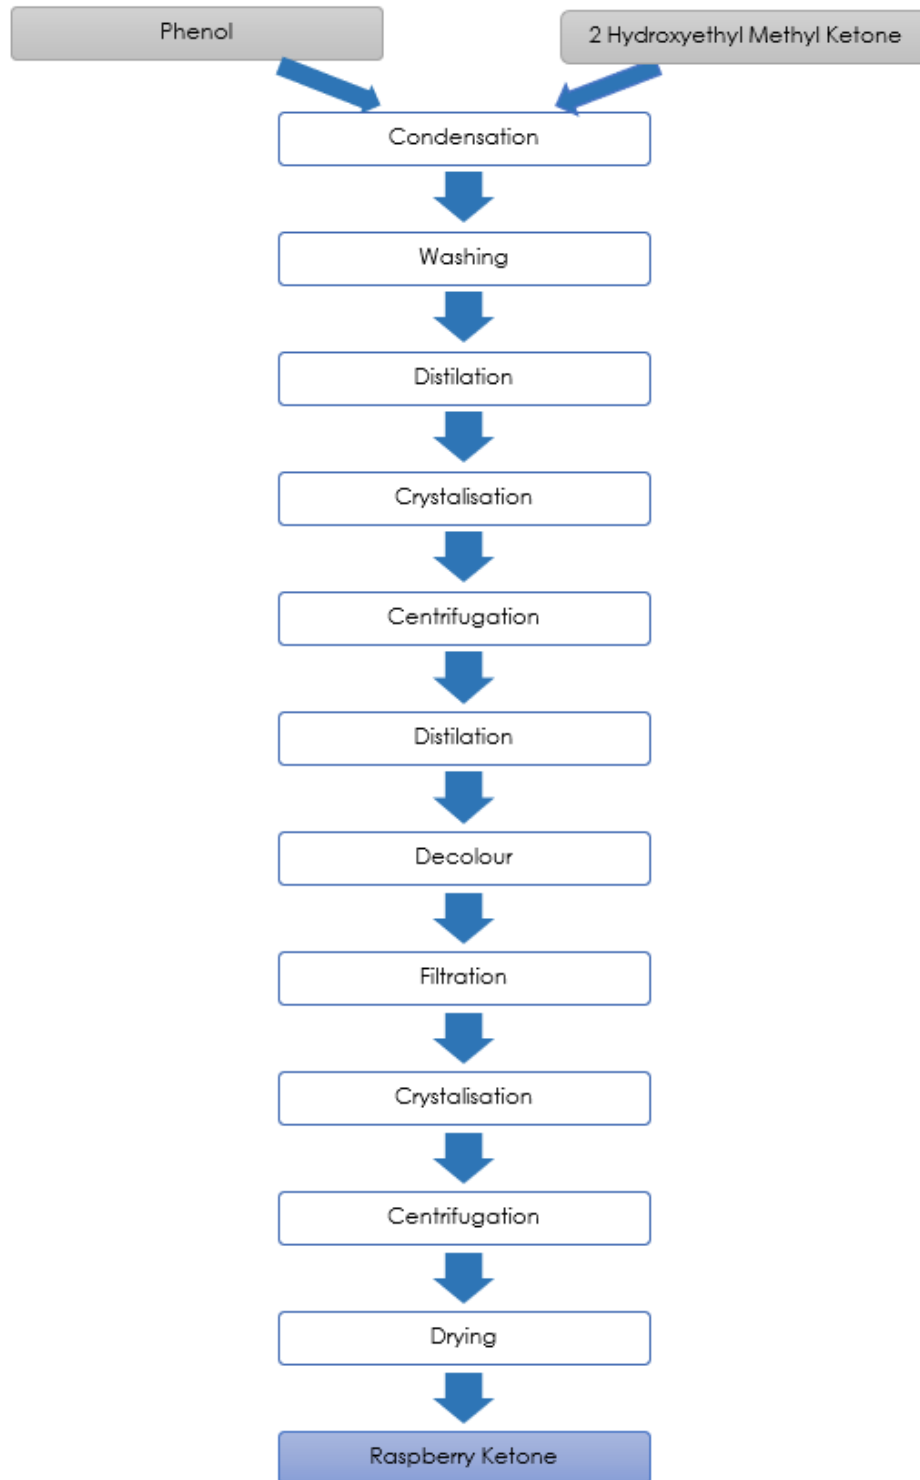 Phenol
2 Hydroxyethyl Methyl Ketone
Condensation
Washing
Distilation
Crystalisation
Centrifugation
Distilation
Decolour
Filtration
Crystalisation
Centrifugation
Drying
Raspberry Ketone